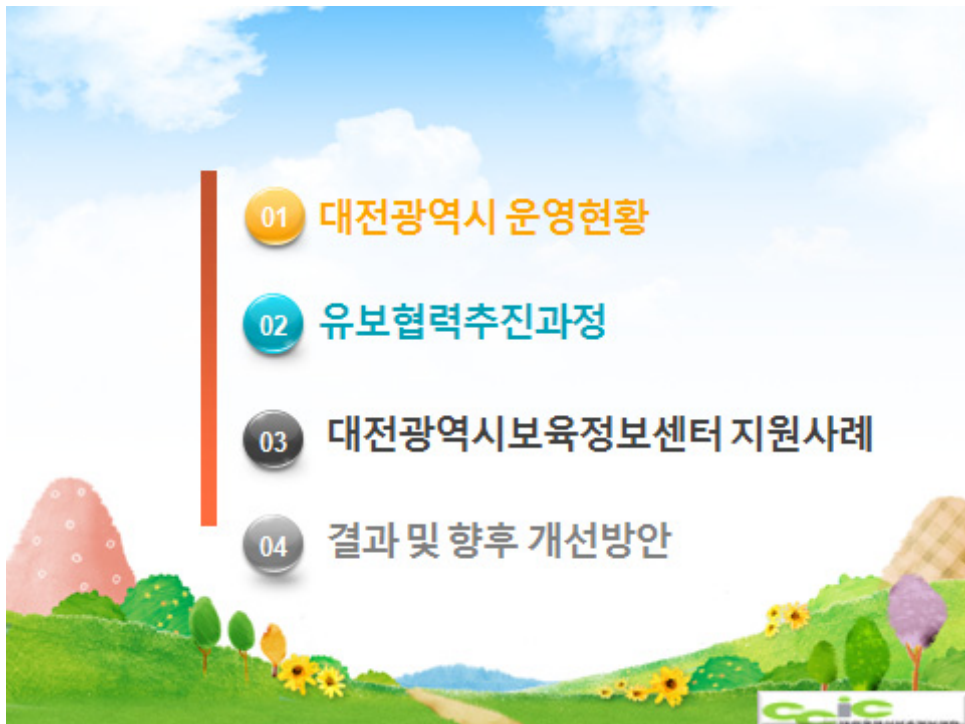 01 대전광역시 운영현황
02 유보협력추진과정
03 대전광역시보육정보센터 지원사례
04 결과 및 향후 개선방안